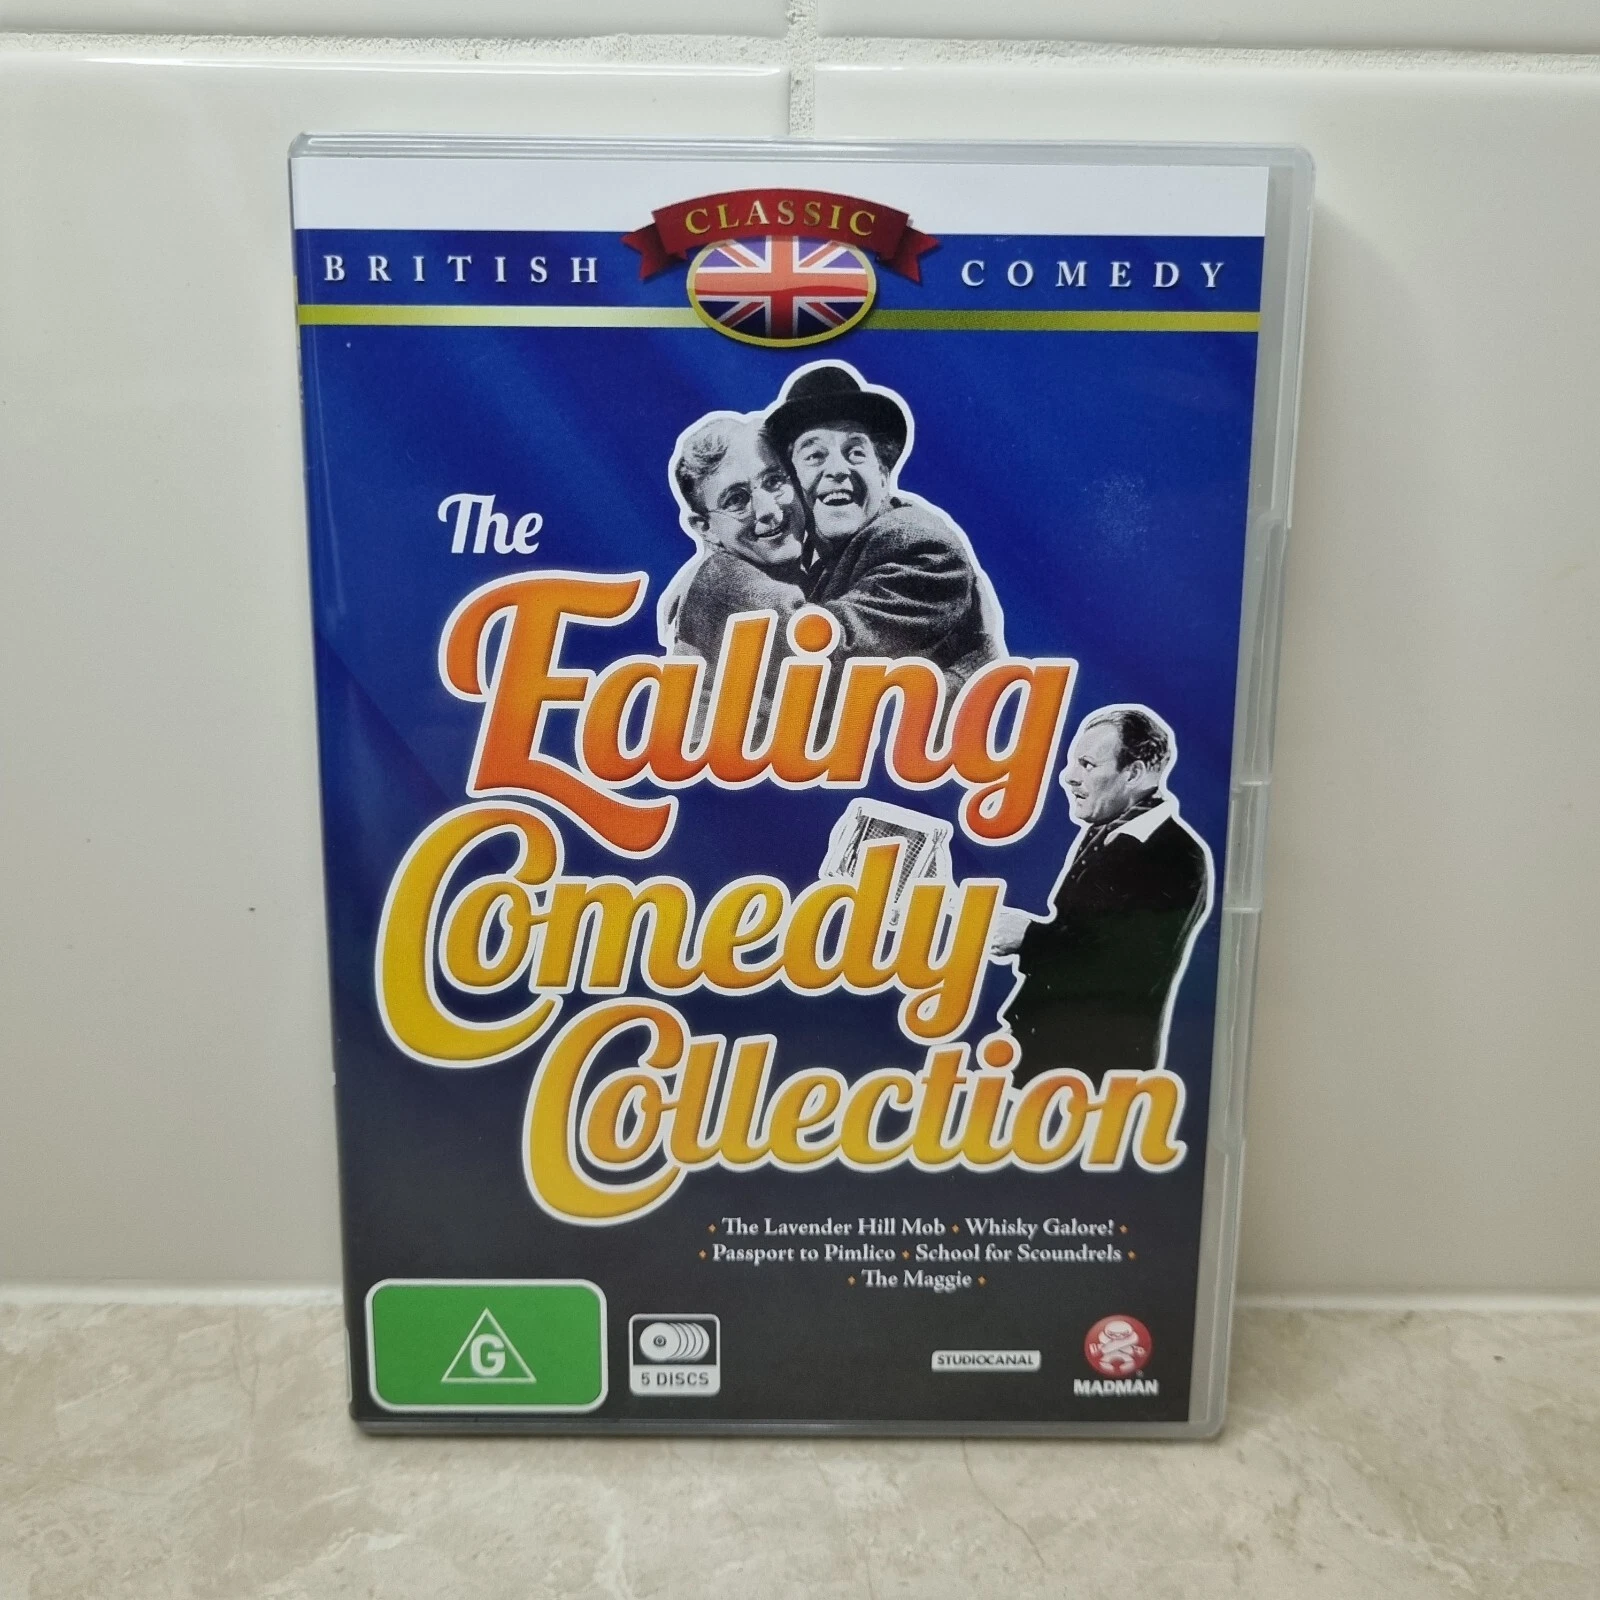 CLASSIC
BRITISH COMEDY
The
Ealing
Comedy
Collection
The Lavender Hill Mob • Whisky Galore!
Passport to Pimlico • School for Scoundrels
The Maggie
G
5 DISCS
STUDIOCANAL
MADMAN